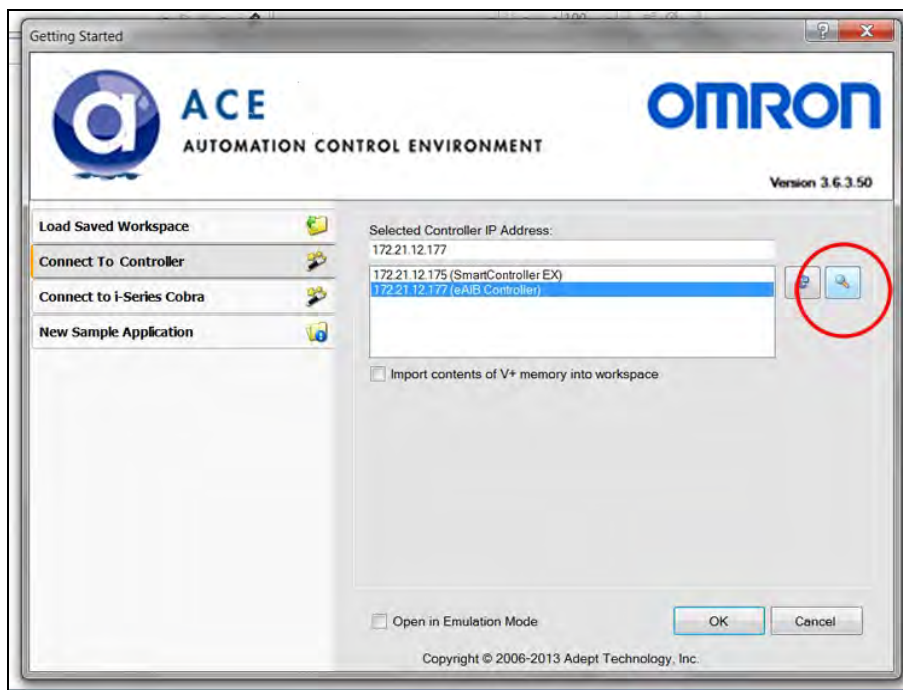 Getting Started
ACE
AUTOMATION CONTROL ENVIRONMENT
OMRON
Version 3.6.3.50
Load Saved Workspace
Connect To Controller
Connect to i-Series Cobra
New Sample Application
Selected Controller IP Address:
172.21.12.177
172.21.12.175 (SmartController EX)
172.21.12.177 (eAIB Controller)
Import contents of V+ memory into workspace
Open in Emulation Mode
OK
Cancel
Copyright © 2006-2013 Adept Technology, Inc.